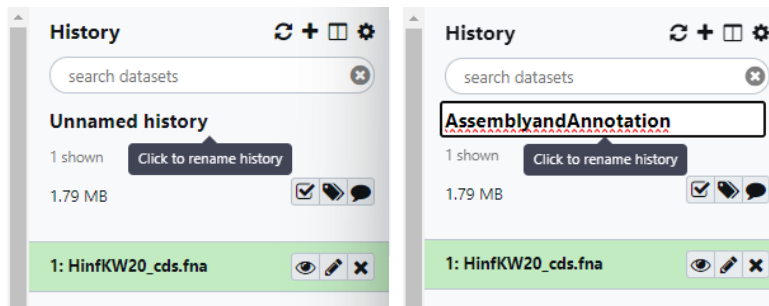 History
search datasets
Unnamed history
Click to rename history
1 shown
1.79 MB
1: HinfKW20_cds.fna
History
search datasets
AssemblyandAnnotation
Click to rename history
1 shown
1.79 MB
1: HinfKW20_cds.fna